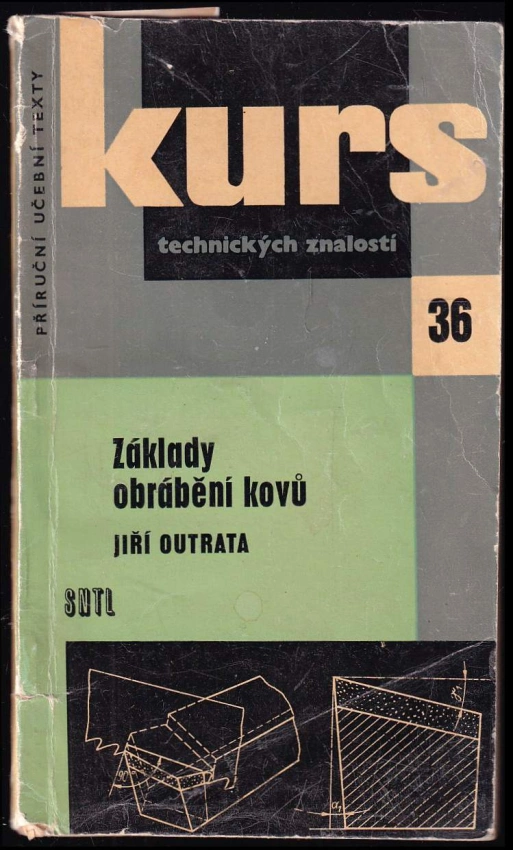 PŘÍRUČNÍ UČEBNÍ TEXTY
kurs
technických znalostí
36
Základy
obrábění kovů
JIŘÍ OUTRATA
SNTL